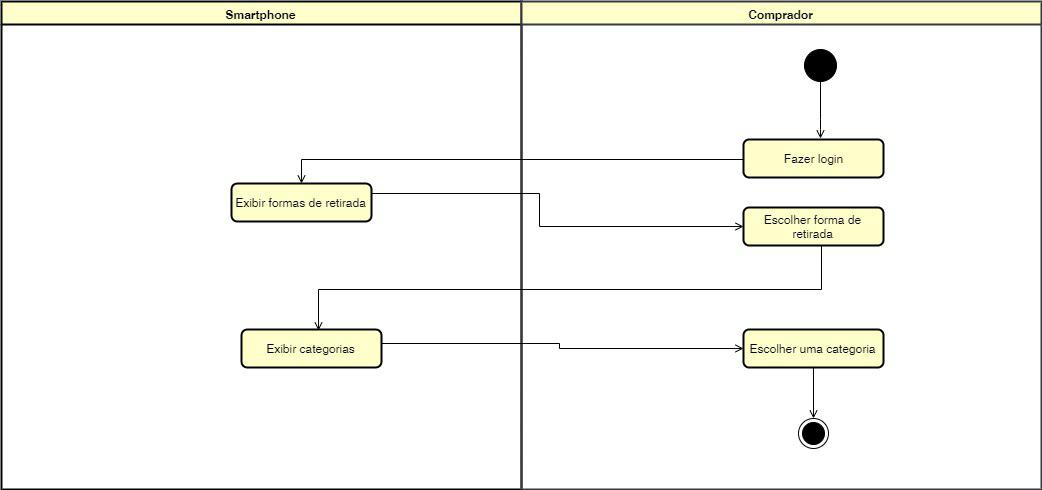 Smartphone
Comprador
Fazer login
Exibir formas de retirada
Escolher forma de
retirada
Exibir categorias
Escolher uma categoria